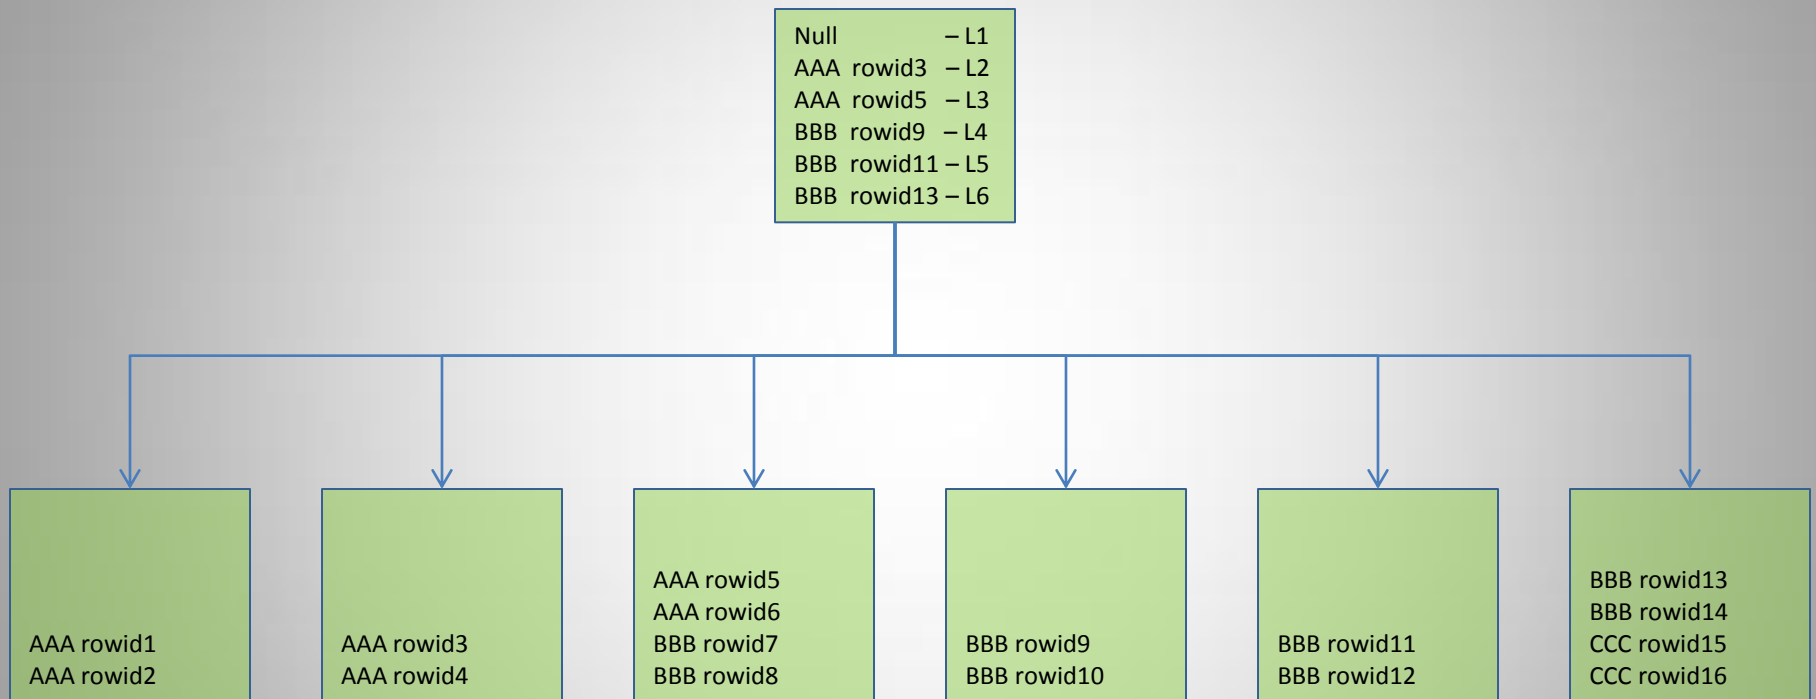 Null – L1
AAA rowid3 – L2
AAA rowid5 – L3
BBB rowid9 – L4
BBB rowid11 – L5
BBB rowid13 – L6
AAA rowid1
AAA rowid2
AAA rowid3
AAA rowid4
AAA rowid5
AAA rowid6
BBB rowid7
BBB rowid8
BBB rowid9
BBB rowid10
BBB rowid11
BBB rowid12
BBB rowid13
BBB rowid14
CCC rowid15
CCC rowid16